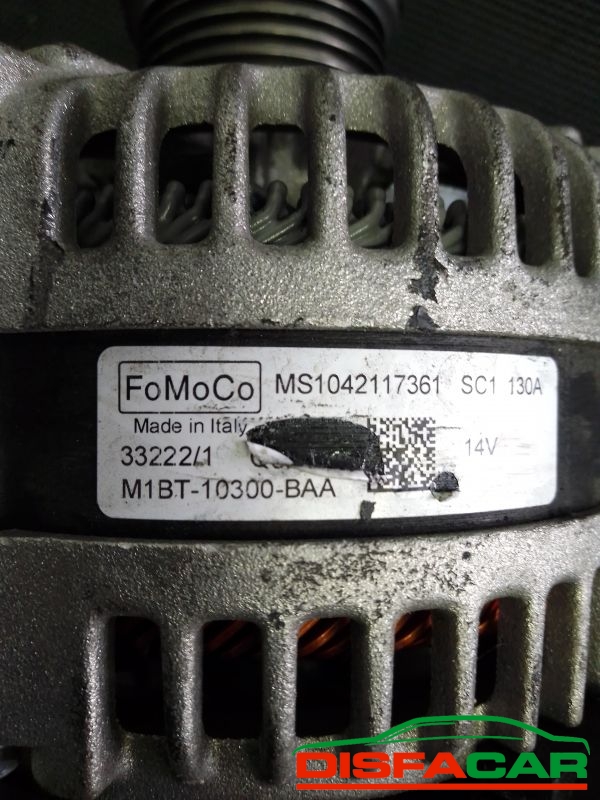 FoMoCo MS1042117361 SC1 130A
Made in Italy
33222/1 14V
M1BT-10300-BAA
DISFACAR